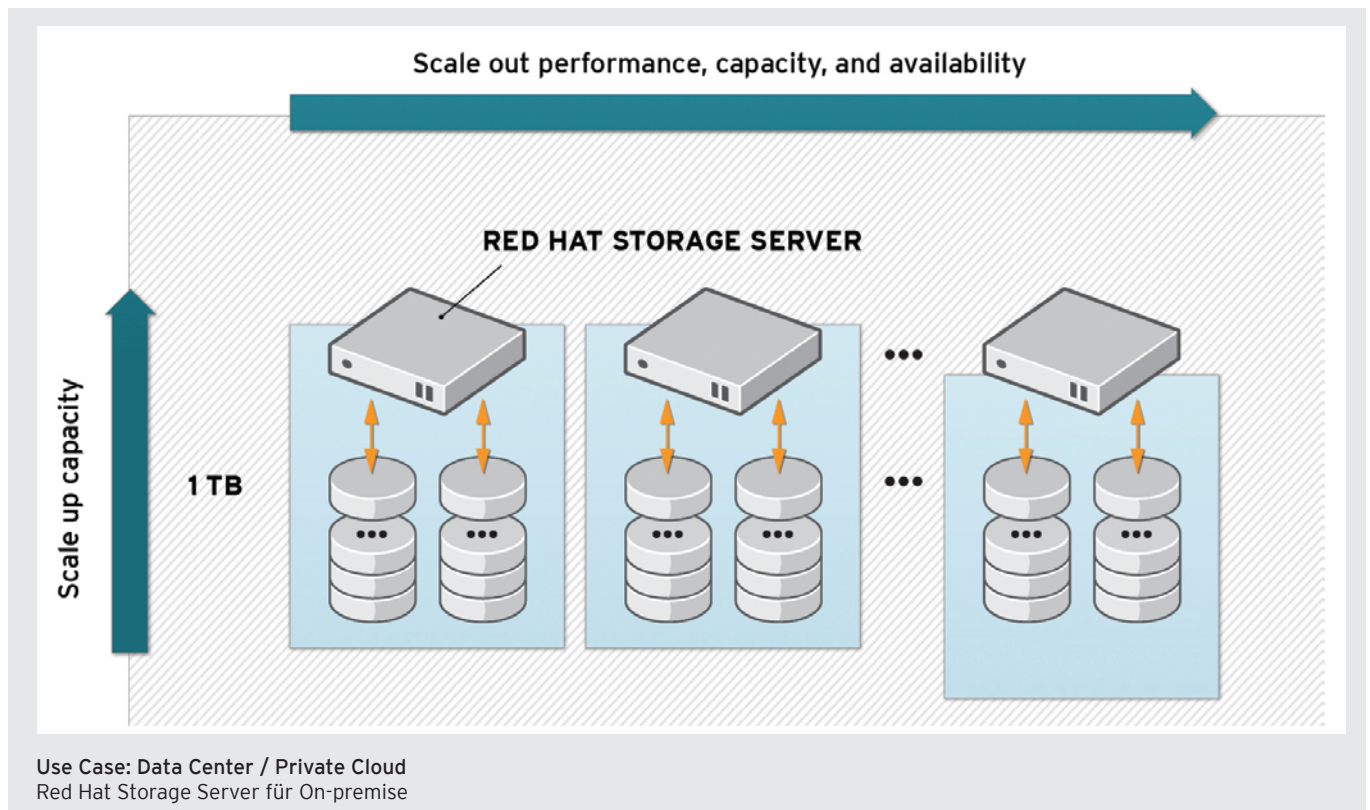 Scale out performance, capacity, and availability
RED HAT STORAGE SERVER
Scale up capacity
•••
1 TB
•••
•••
•••
•••
•••
•••
•••
Use Case: Data Center / Private Cloud
Red Hat Storage Server für On-premise